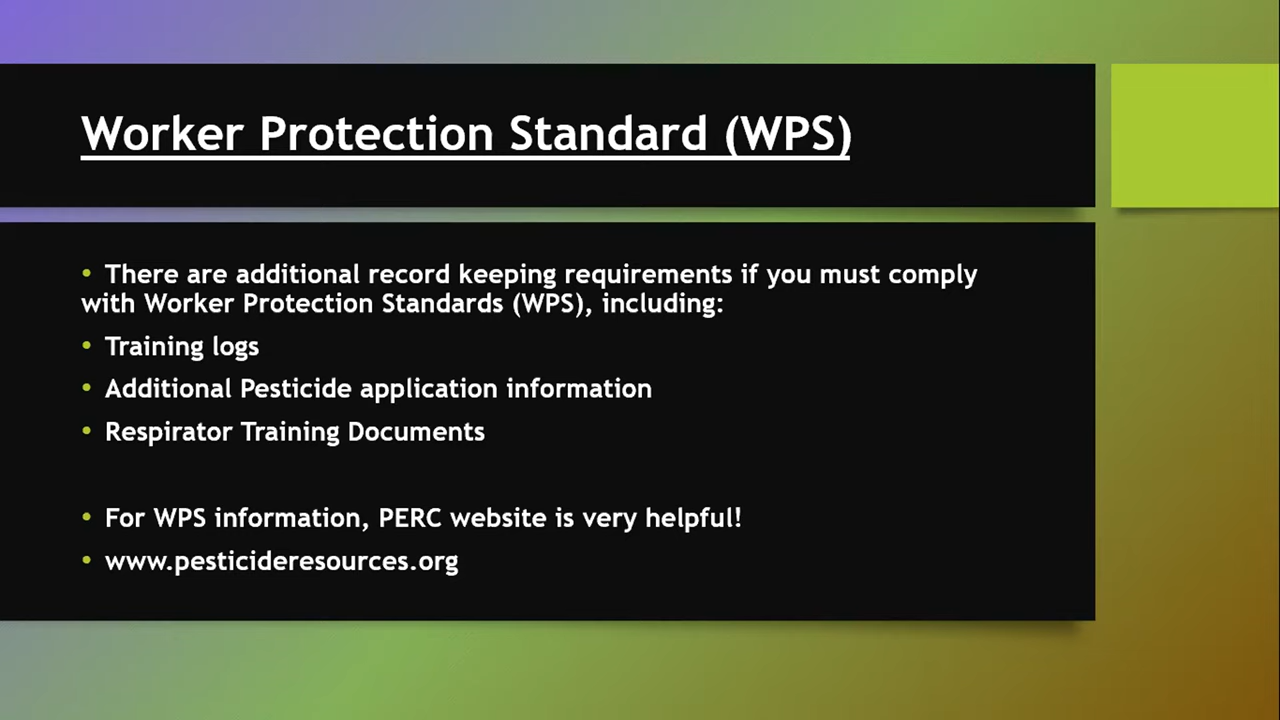 Worker Protection Standard (WPS)
• There are additional record keeping requirements if you must comply
with Worker Protection Standards (WPS), including:
• Training logs
• Additional Pesticide application information
• Respirator Training Documents
• For WPS information, PERC website is very helpful!
• www.pesticideresources.org